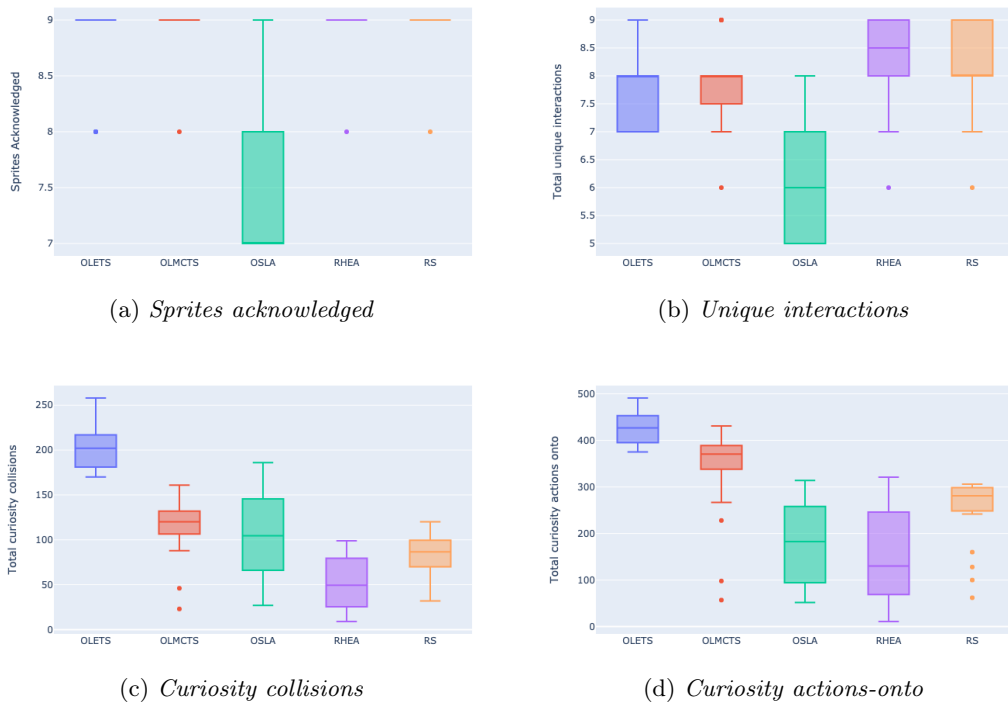 Sprites Acknowledged
9
8.5
8
7.5
7
OLETS OLMCTS OSLA RHEA RS
(a) Sprites acknowledged
Total unique interactions
9
8.5
8
7.5
7
6.5
6
5.5
5
OLETS OLMCTS OSLA RHEA RS
(b) Unique interactions
Total curiosity collisions
250
200
150
100
50
0
OLETS OLMCTS OSLA RHEA RS
(c) Curiosity collisions
Total curiosity actions onto
500
400
300
200
100
0
OLETS OLMCTS OSLA RHEA RS
(d) Curiosity actions-onto